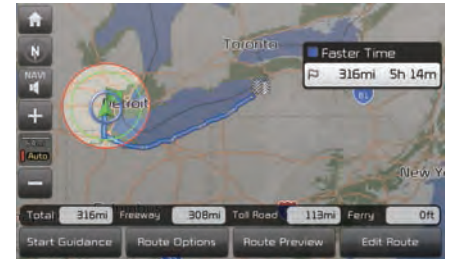 Toronto
N
Faster Time
NAVI
316mi 5h 14m
Detroit
81
Auto
New Y
Total 316mi Freeway 308mi Toll Road 113mi Ferry 0ft
Start Guidance Route Options Route Preview Edit Route